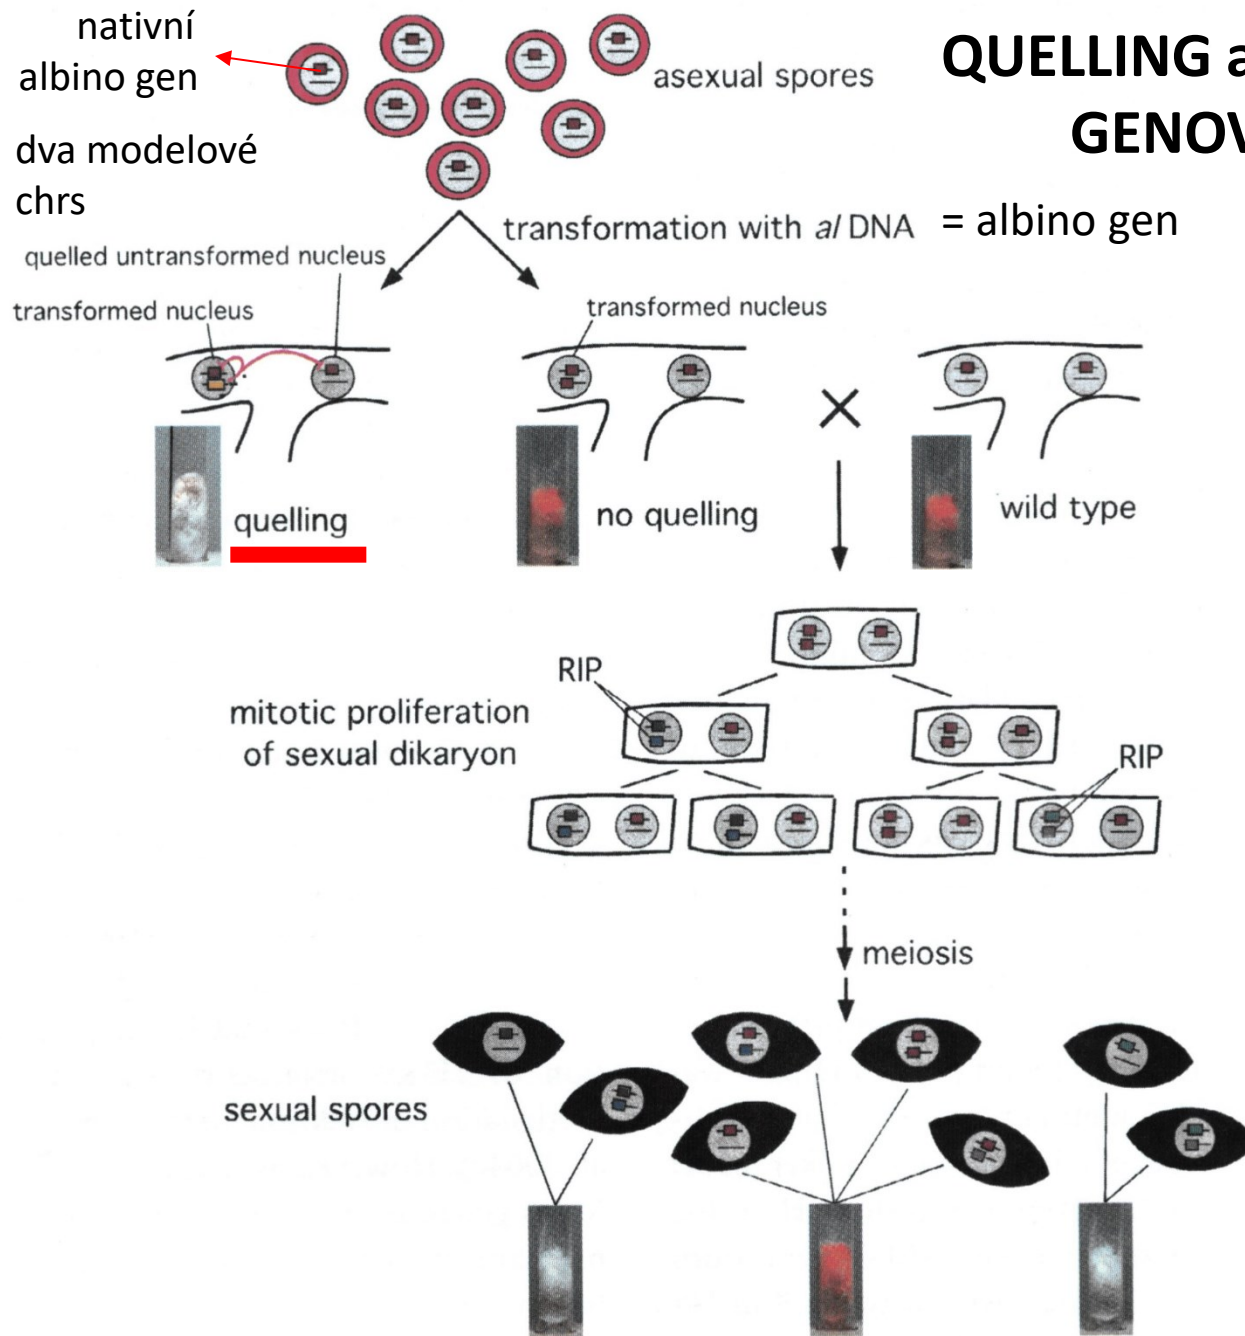 nativní
albino gen
dva modelové
chrs
QUELLING a
GENOV
asexual spores
transformation with al DNA
= albino gen
quelled untransformed nucleus
transformed nucleus
transformed nucleus
quelling
no quelling
wild type
RIP
mitotic proliferation
of sexual dikaryon
RIP
meiosis
sexual spores